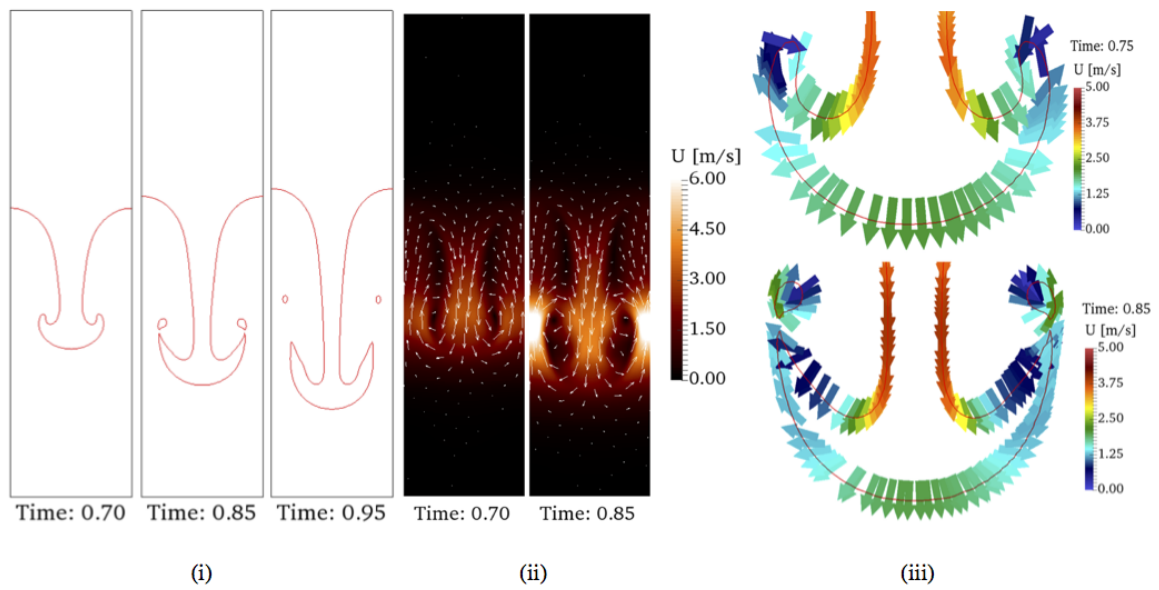 Time: 0.70
Time: 0.85
Time: 0.95
(i)
Time: 0.70
Time: 0.85
U [m/s]
6.00
4.50
3.00
1.50
0.00
(ii)
Time: 0.75
U [m/s]
5.00
3.75
2.50
1.25
0.00
Time: 0.85
U [m/s]
5.00
3.75
2.50
1.25
0.00
(iii)